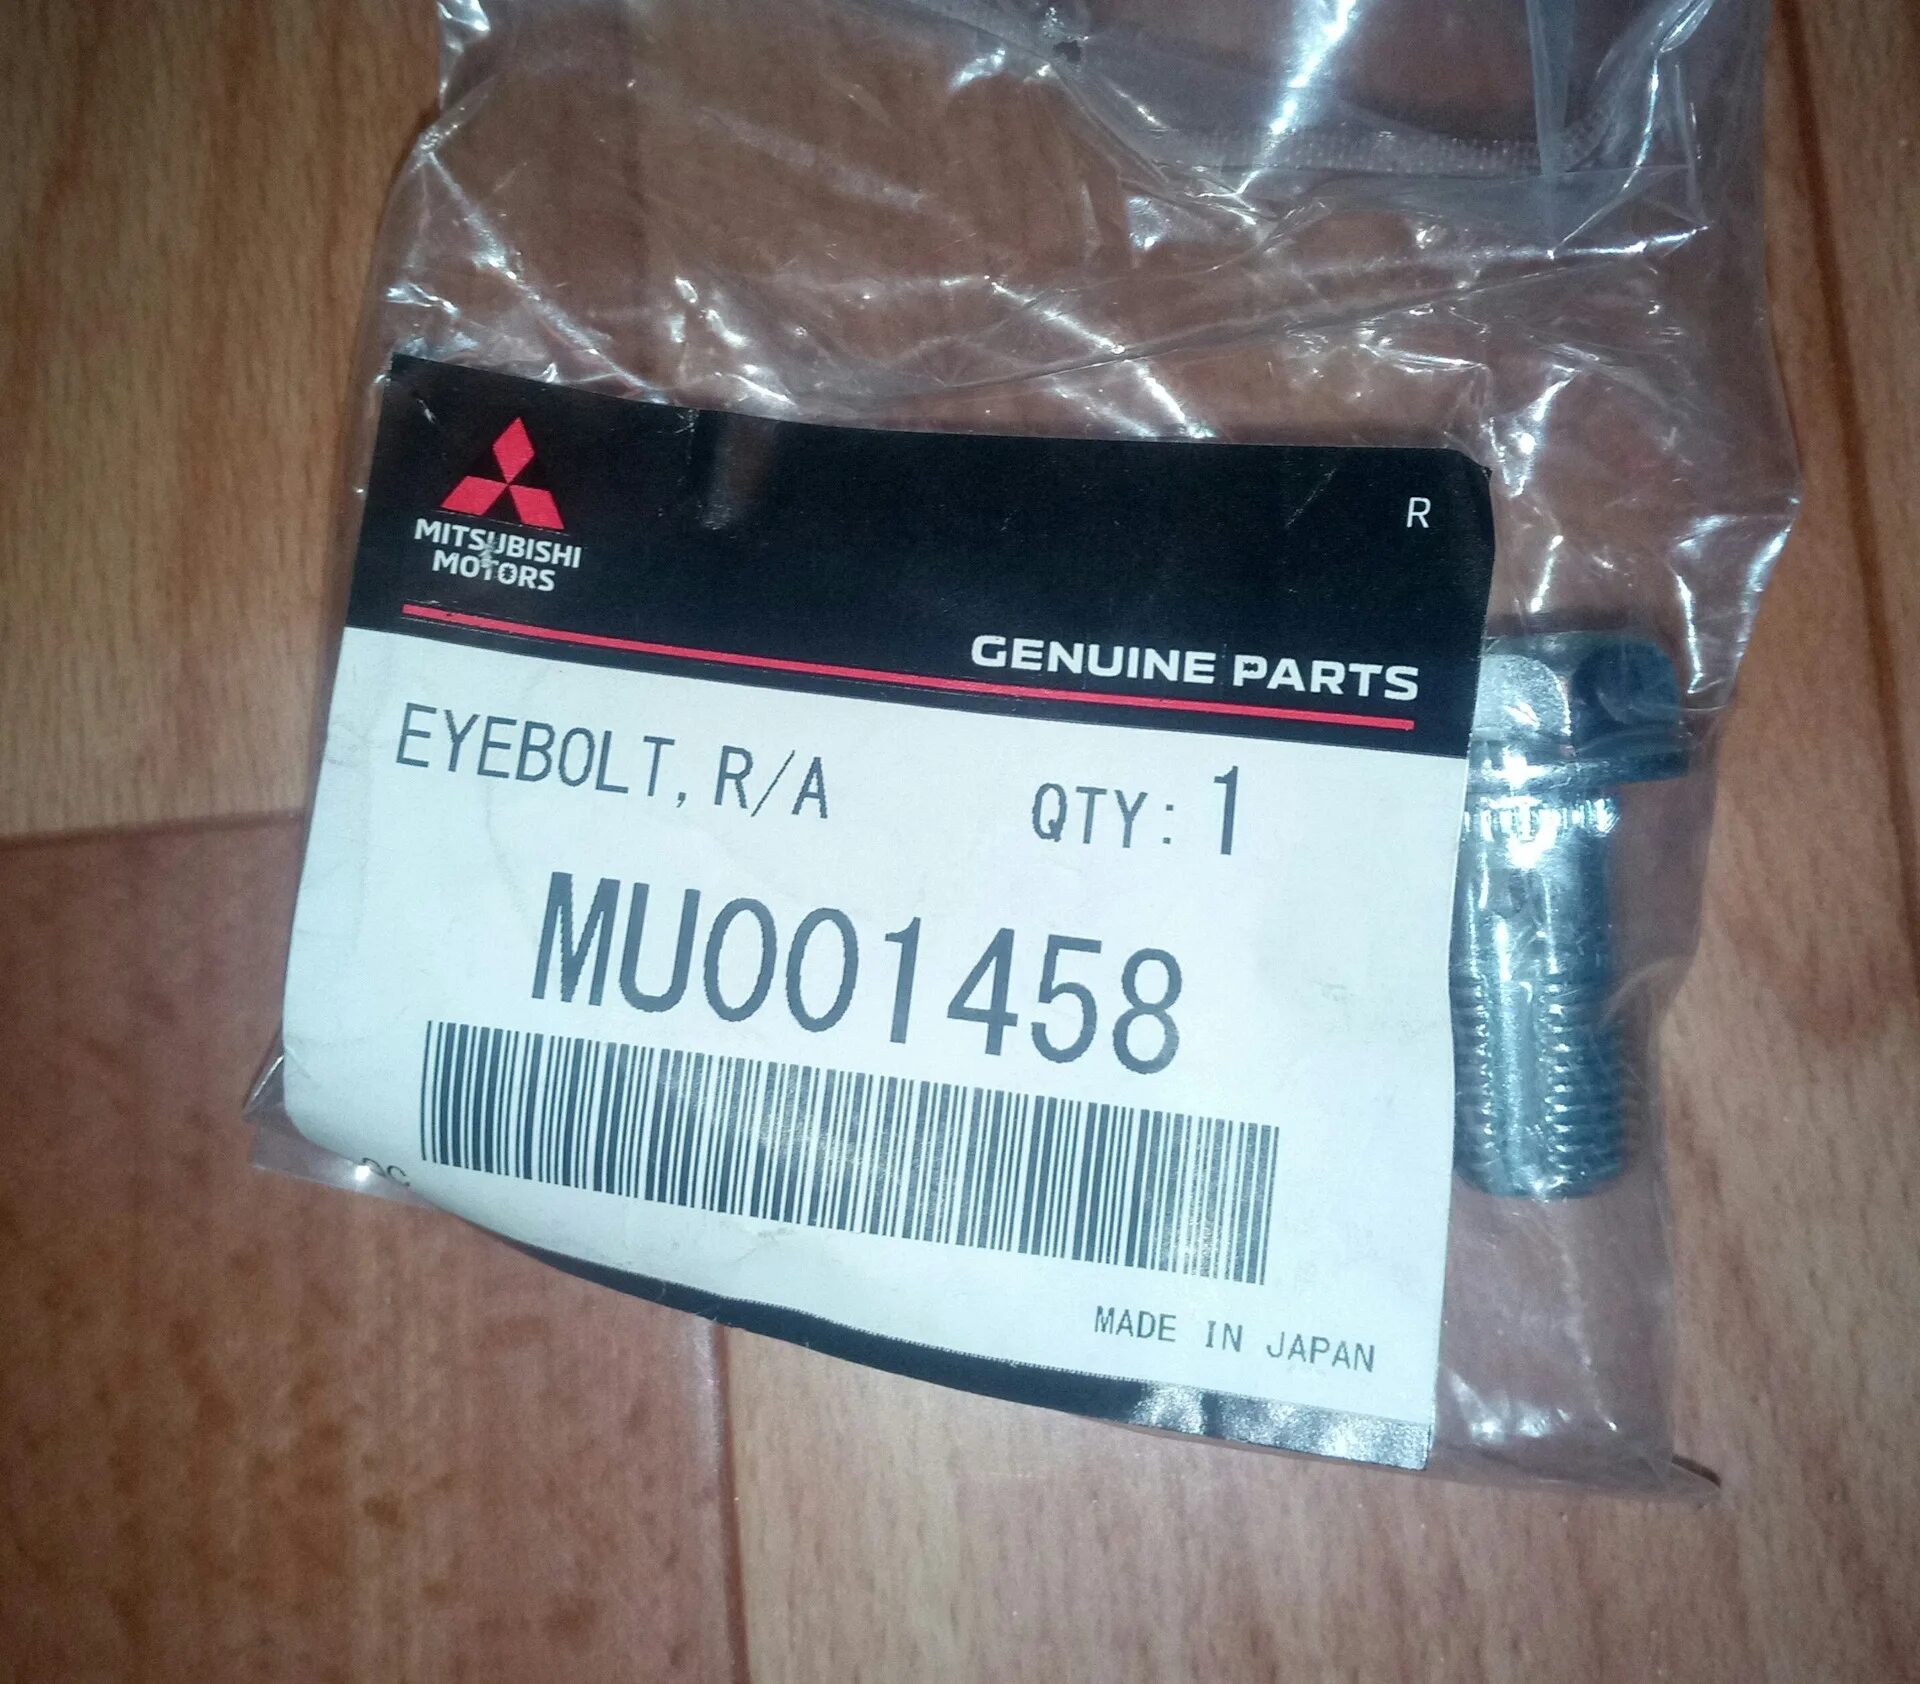 MITSUBISHI
MOTORS
R
GENUINE PARTS
EYEBOLT, R/A QTY: 1
MU001458
MADE IN JAPAN